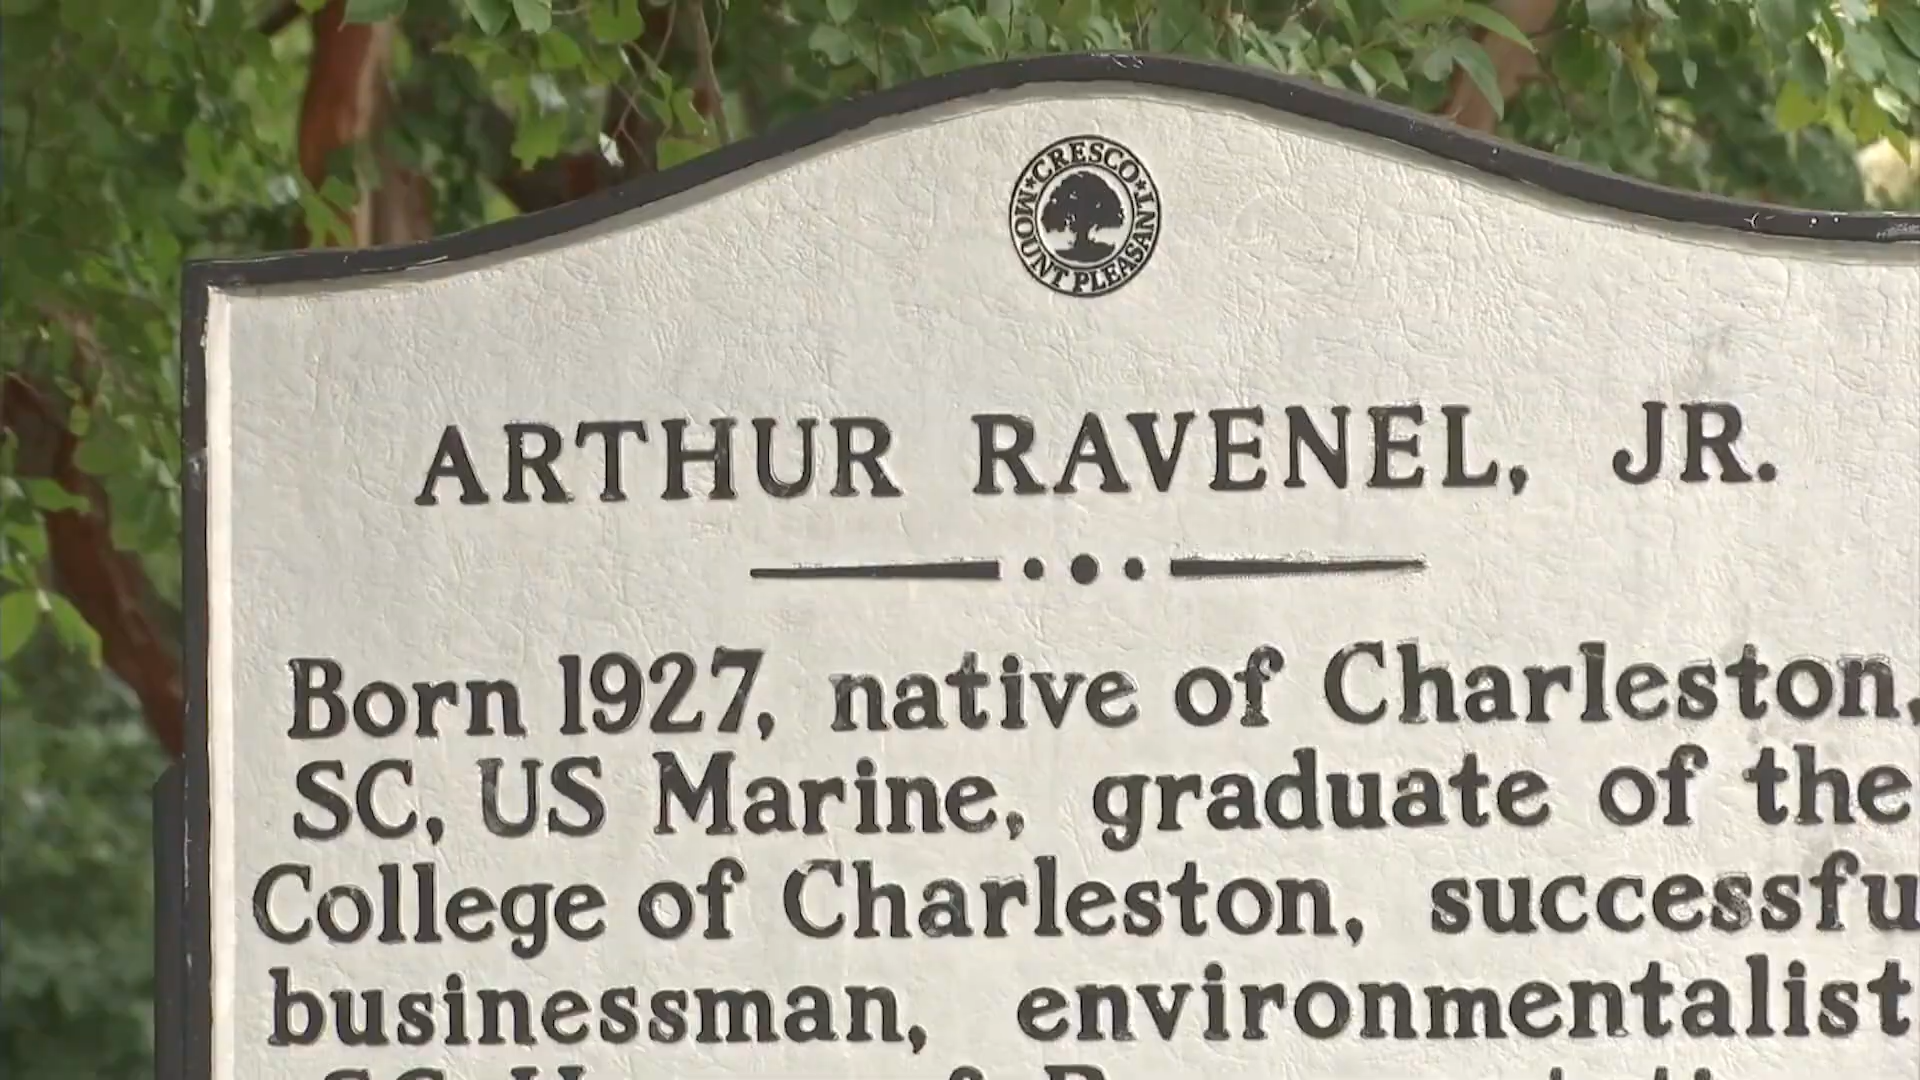 ★ CRESCO ★
MOUNT PLEASANT
ARTHUR RAVENEL, JR.
Born 1927, native of Charleston,
SC, US Marine, graduate of the
College of Charleston, successfu
businessman, environmentalist